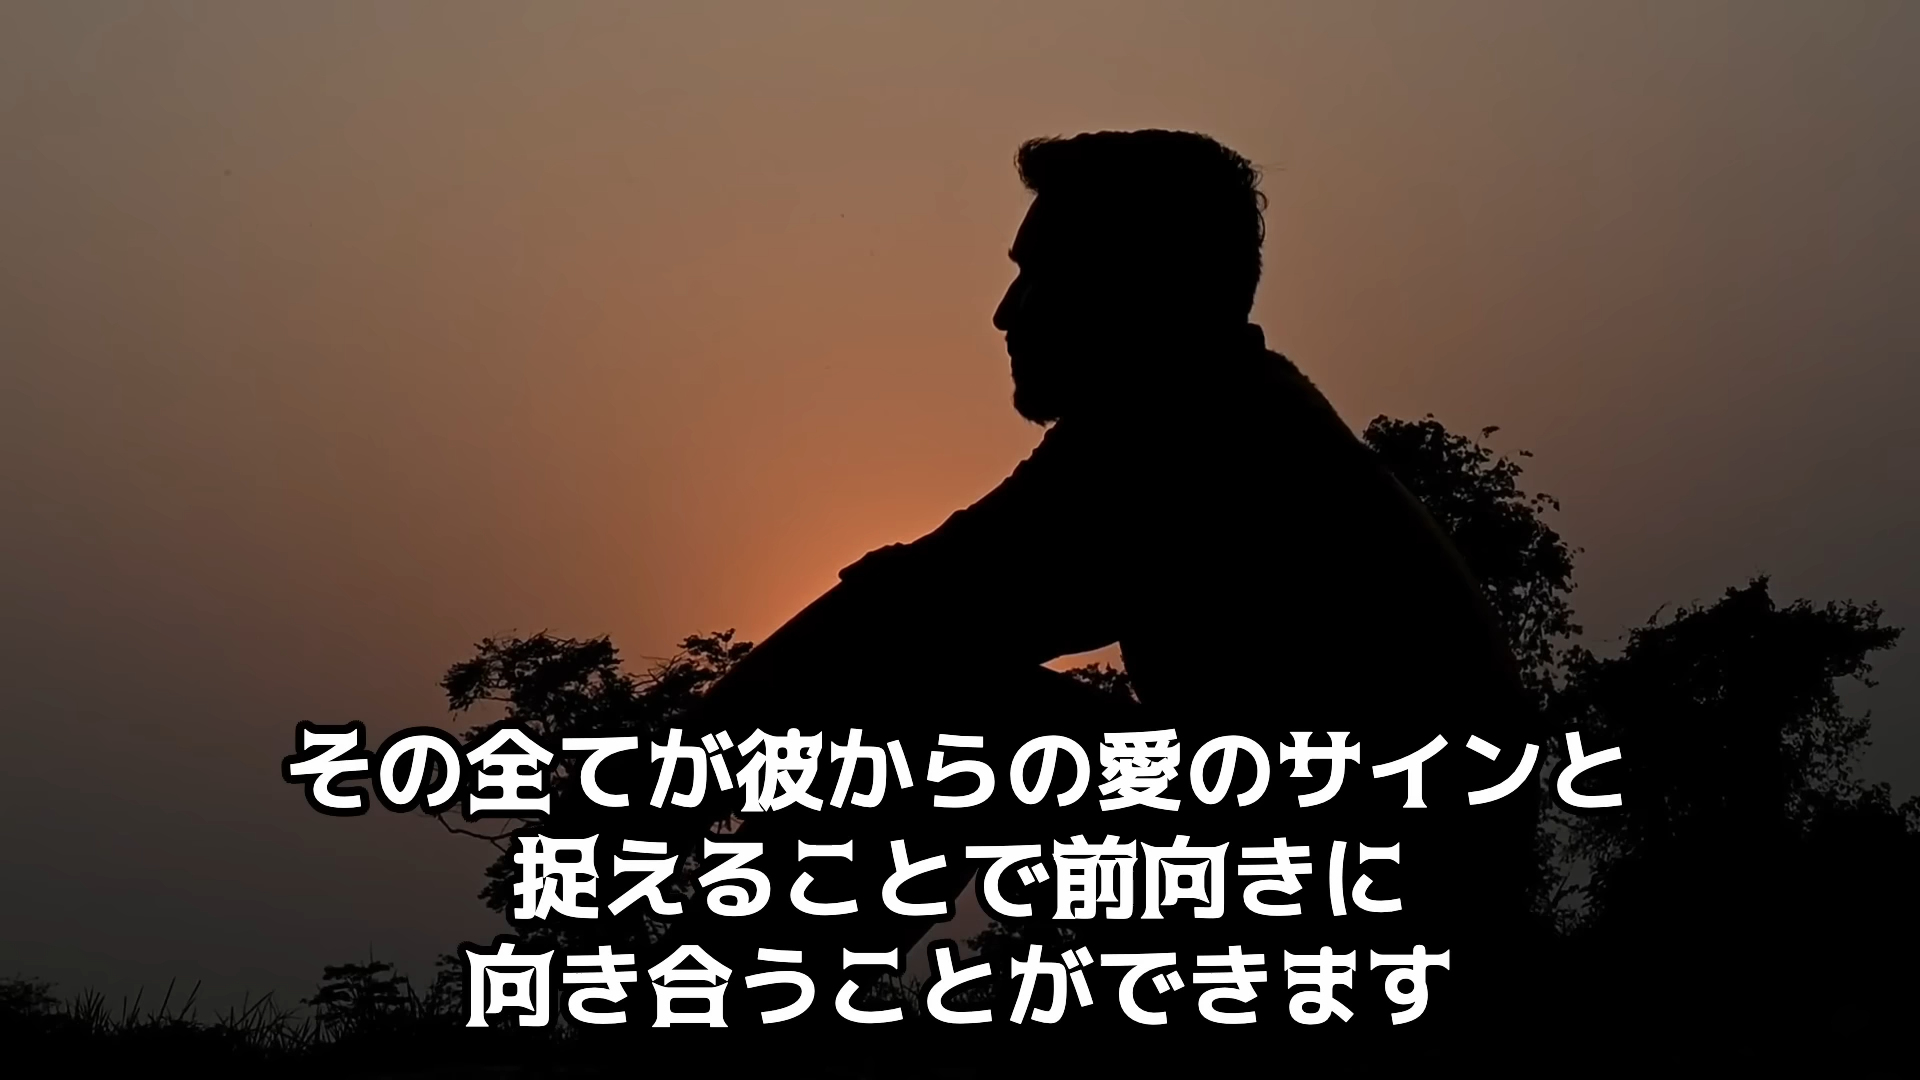 その全てが彼からの愛のサインと
捉えることで前向きに
向き合うことができます